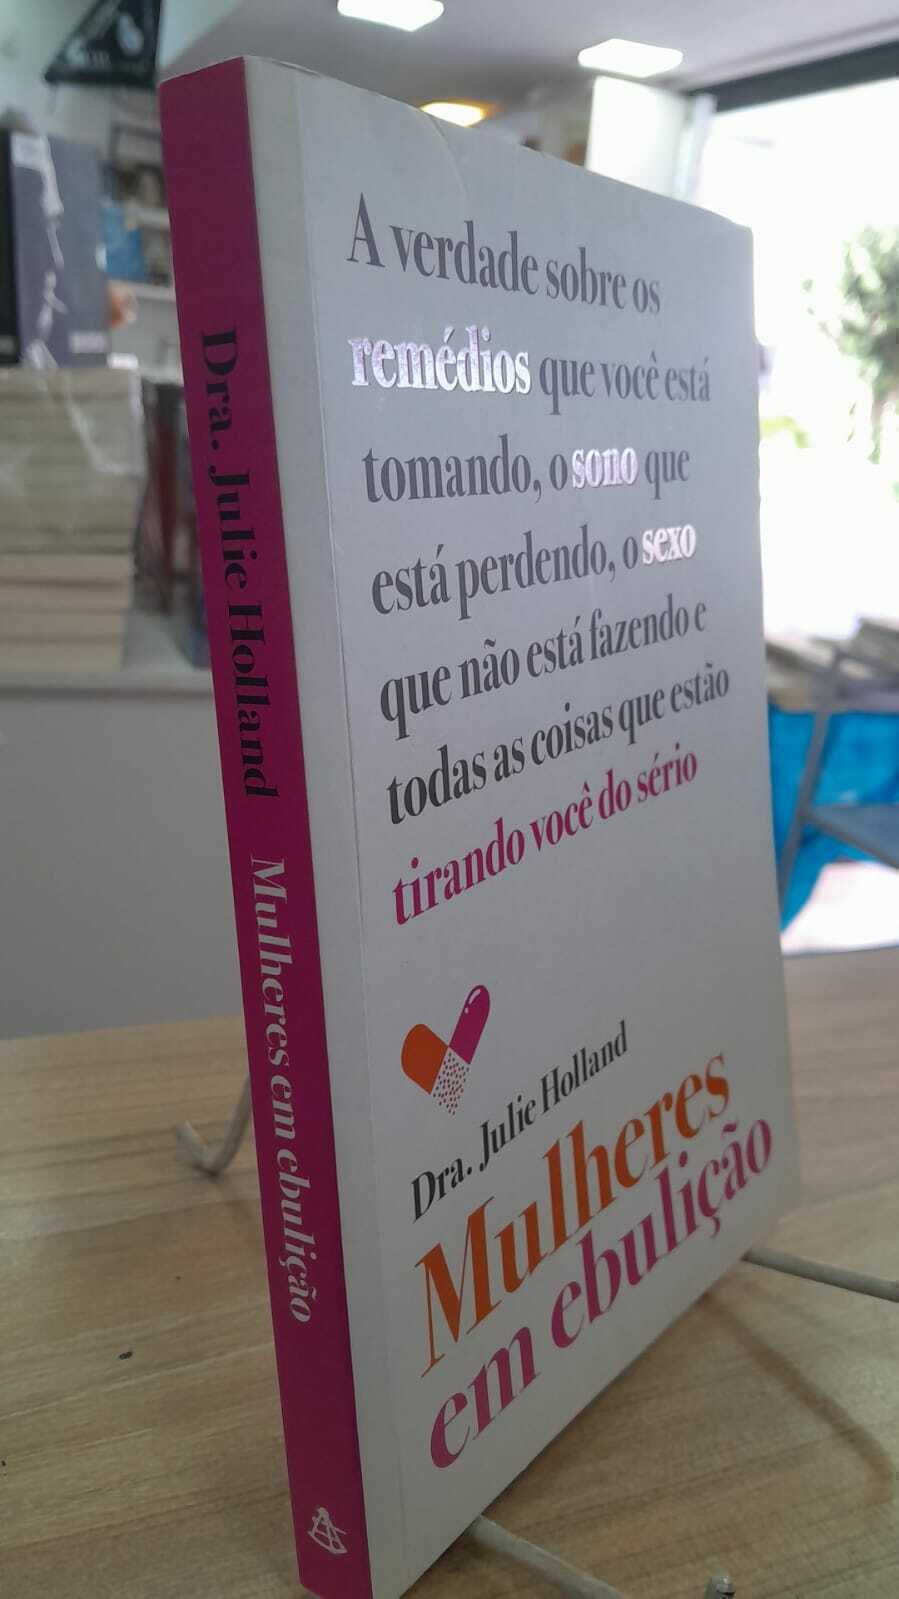 A verdade sobre os
remédios que você está
tomando, o sono que
está perdendo, o sexo
que não está fazendo e
todas as coisas que estão
tirando você do sério
Dra. Julie Holland
Mulheres
em ebulição
Dra. Julie Holland Mulheres em ebulição